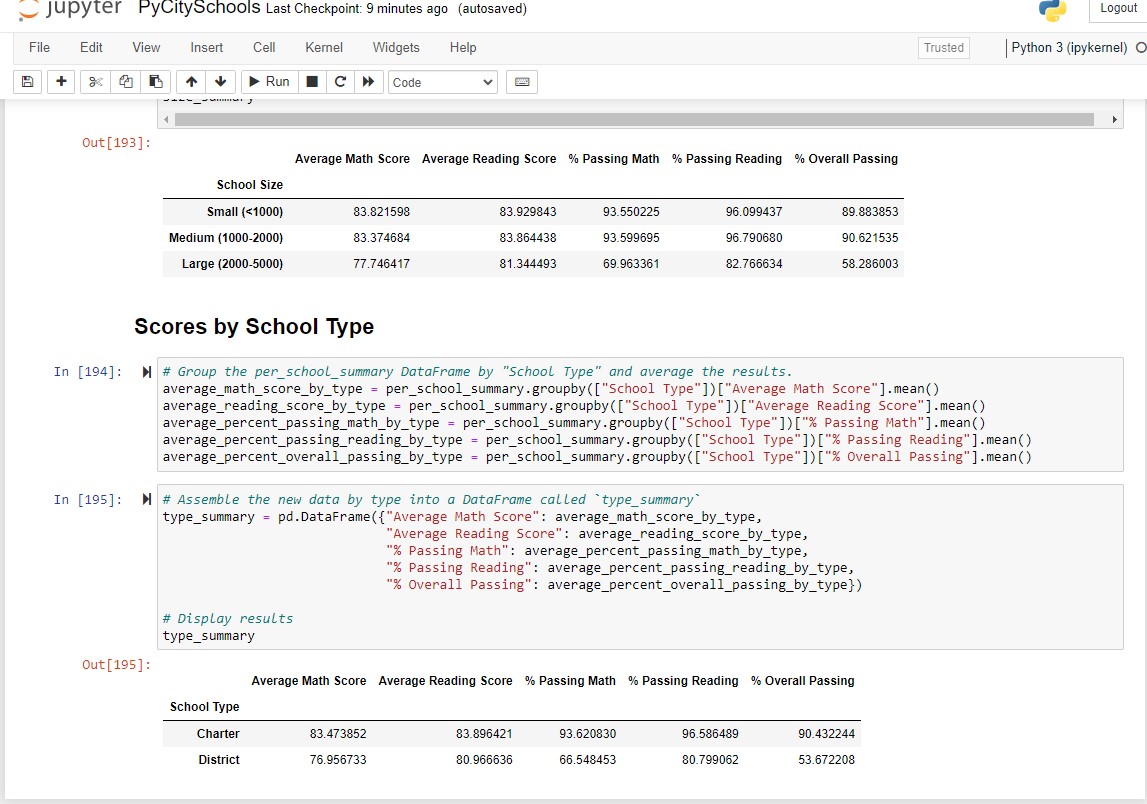 jupyter PyCitySchools Last Checkpoint: 9 minutes ago (autosaved) Logout
File Edit View Insert Cell Kernel Widgets Help Trusted Python 3 (ipykernel)
Run Code
size_summary
Out[193]:
Average Math Score Average Reading Score % Passing Math % Passing Reading % Overall Passing
School Size
Small (<1000) 83.821598 83.929843 93.550225 96.099437 89.883853
Medium (1000-2000) 83.374684 83.864438 93.599695 96.790680 90.621535
Large (2000-5000) 77.746417 81.344493 69.963361 82.766634 58.286003
Scores by School Type
In [194]: # Group the per_school_summary DataFrame by "School Type" and average the results.
average_math_score_by_type = per_school_summary.groupby(["School Type"])["Average Math Score"].mean()
average_reading_score_by_type = per_school_summary.groupby(["School Type"])["Average Reading Score"].mean()
average_percent_passing_math_by_type = per_school_summary.groupby(["School Type"])["% Passing Math"].mean()
average_percent_passing_reading_by_type = per_school_summary.groupby(["School Type"])["% Passing Reading"].mean()
average_percent_overall_passing_by_type = per_school_summary.groupby(["School Type"])["% Overall Passing"].mean()
In [195]: # Assemble the new data by type into a DataFrame called `type_summary`
type_summary = pd.DataFrame({"Average Math Score": average_math_score_by_type,
"Average Reading Score": average_reading_score_by_type,
"% Passing Math": average_percent_passing_math_by_type,
"% Passing Reading": average_percent_passing_reading_by_type,
"% Overall Passing": average_percent_overall_passing_by_type})
# Display results
type_summary
Out[195]:
Average Math Score Average Reading Score % Passing Math % Passing Reading % Overall Passing
School Type
Charter 83.473852 83.896421 93.620830 96.586489 90.432244
District 76.956733 80.966636 66.548453 80.799062 53.672208